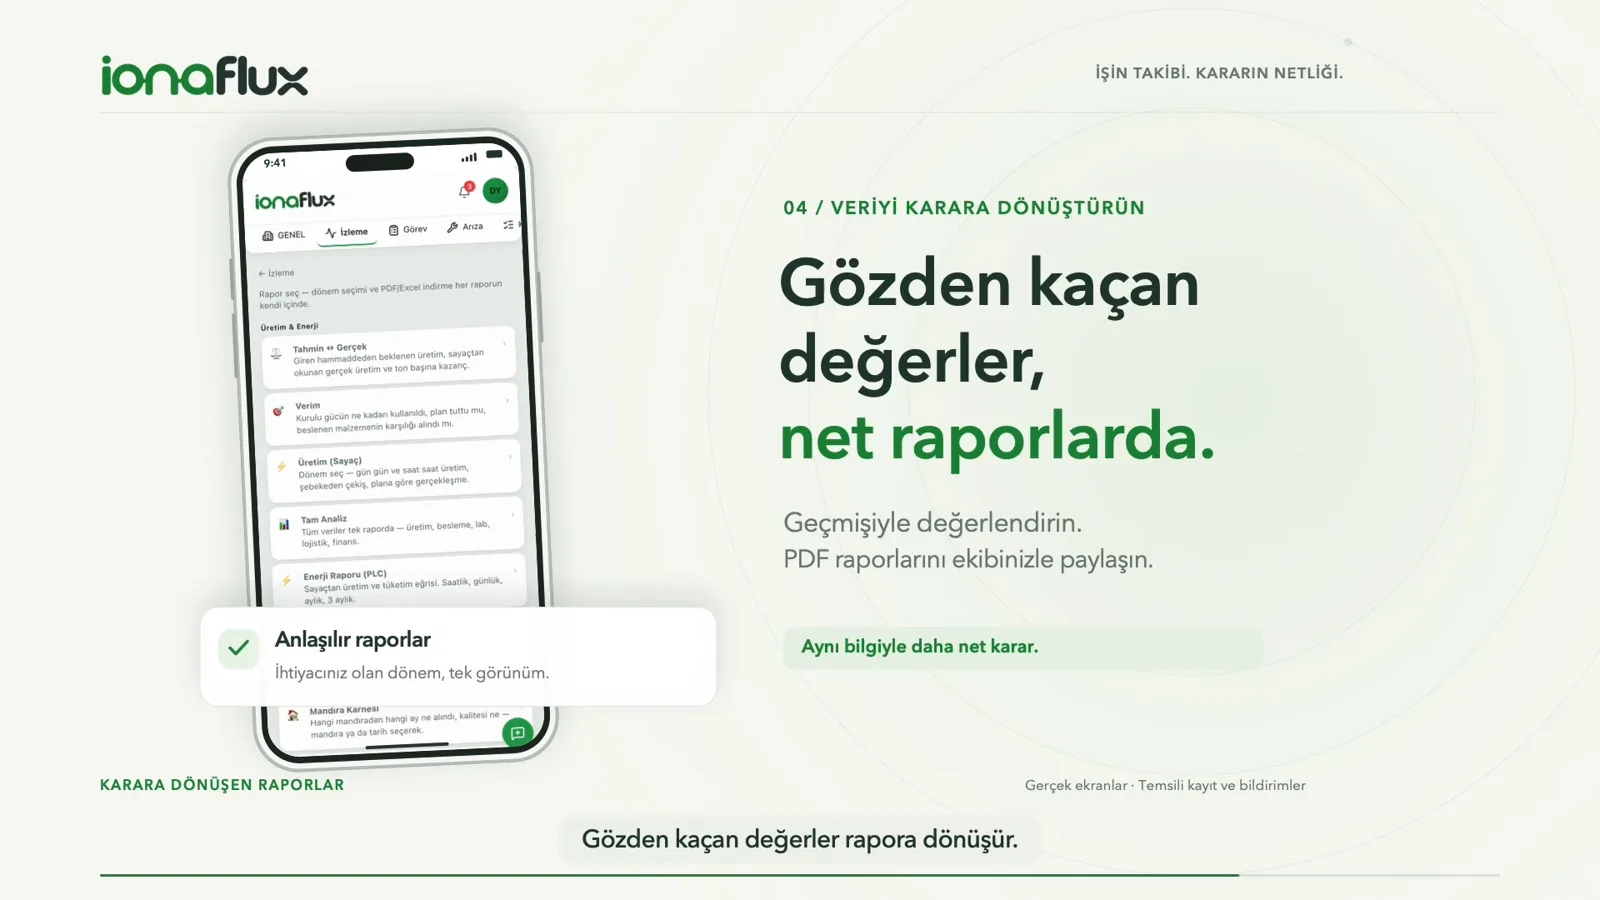 ionaflux
İŞİN TAKİBİ. KARARIN NETLİĞİ.
9:41
ionaflux
3
DY
GENEL
İzleme
Görev
Arıza
← İzleme
Rapor seç — dönem seçimi ve PDF/Excel indirme her raporun
kendi içinde.
Üretim & Enerji
Tahmin ↔ Gerçek
Giren hammaddeden beklenen üretim, sayaçtan
okunan gerçek üretim ve ton başına kazanç.
Verim
Kurulu gücün ne kadarı kullanıldı, plan tuttu mu,
beslenen malzemenin karşılığı alındı mı.
Üretim (Sayaç)
Dönem seç — gün gün ve saat saat üretim,
şebekeden çekiş, plana göre gerçekleşme.
Tam Analiz
Tüm veriler tek raporda — üretim, besleme, lab,
lojistik, finans.
Enerji Raporu (PLC)
Sayaçtan üretim ve tüketim eğrisi. Saatlik, günlük,
aylık, 3 aylık.
Anlaşılır raporlar
İhtiyacınız olan dönem, tek görünüm.
Mandıra Karnesi
Hangi mandıradan hangi ay ne alındı, kalitesi ne —
mandıra ya da tarih seçerek.
04 / VERİYİ KARARA DÖNÜŞTÜRÜN
Gözden kaçan
değerler,
net raporlarda.
Geçmişiyle değerlendirin.
PDF raporlarını ekibinizle paylaşın.
Aynı bilgiyle daha net karar.
KARARA DÖNÜŞEN RAPORLAR
Gerçek ekranlar · Temsili kayıt ve bildirimler
Gözden kaçan değerler rapora dönüşür.